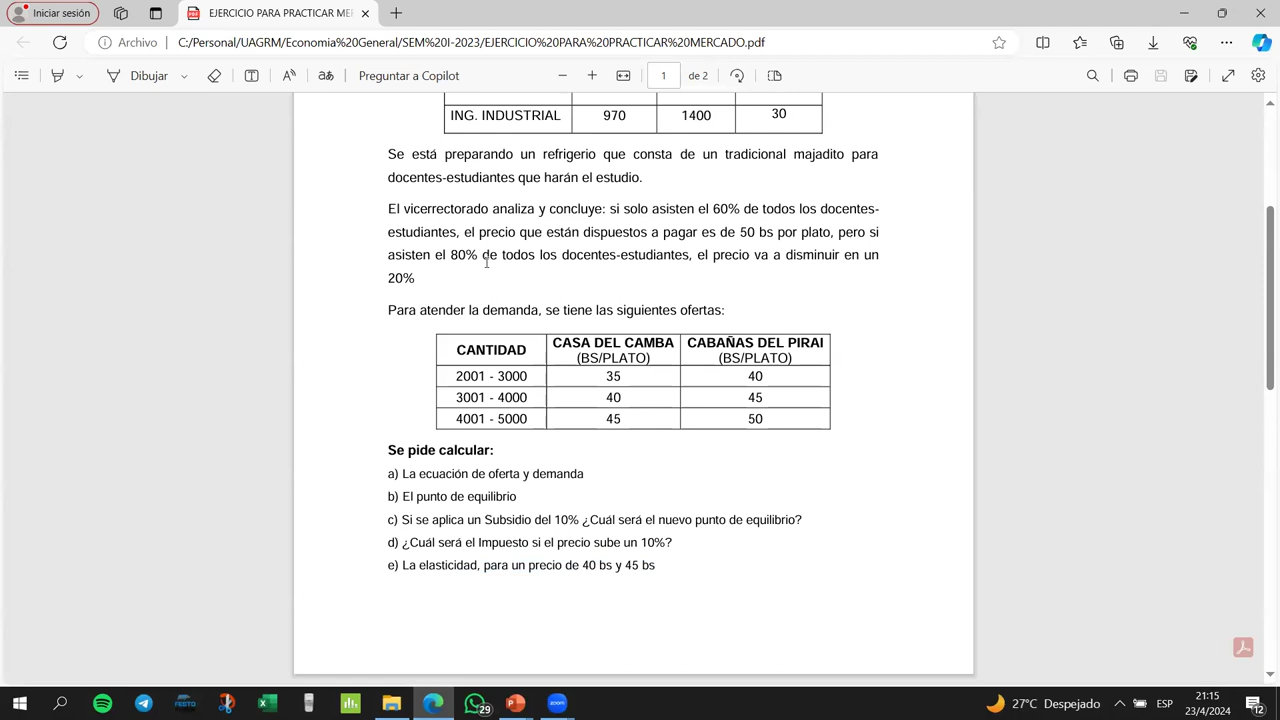 Iniciar sesión
EJERCICIO PARA PRACTICAR ME
Archivo
C:/Personal/UAGRM/Economia%20General/SEM%20I-2023/EJERCICIO%20PARA%20PRACTICAR%20MERCADO.pdf
Dibujar
Preguntar a Copilot
1
de 2
ING. INDUSTRIAL 970 1400 30
Se está preparando un refrigerio que consta de un tradicional majadito para
docentes-estudiantes que harán el estudio.
El vicerrectorado analiza y concluye: si solo asisten el 60% de todos los docentes-
estudiantes, el precio que están dispuestos a pagar es de 50 bs por plato, pero si
asisten el 80% de todos los docentes-estudiantes, el precio va a disminuir en un
20%
Para atender la demanda, se tiene las siguientes ofertas:
CANTIDAD CASA DEL CAMBA (BS/PLATO) CABAÑAS DEL PIRAI (BS/PLATO)
2001 - 3000 35 40
3001 - 4000 40 45
4001 - 5000 45 50
Se pide calcular:
a) La ecuación de oferta y demanda
b) El punto de equilibrio
c) Si se aplica un Subsidio del 10% ¿Cuál será el nuevo punto de equilibrio?
d) ¿Cuál será el Impuesto si el precio sube un 10%?
e) La elasticidad, para un precio de 40 bs y 45 bs
29
27°C Despejado
ESP
21:15
23/4/2024
12